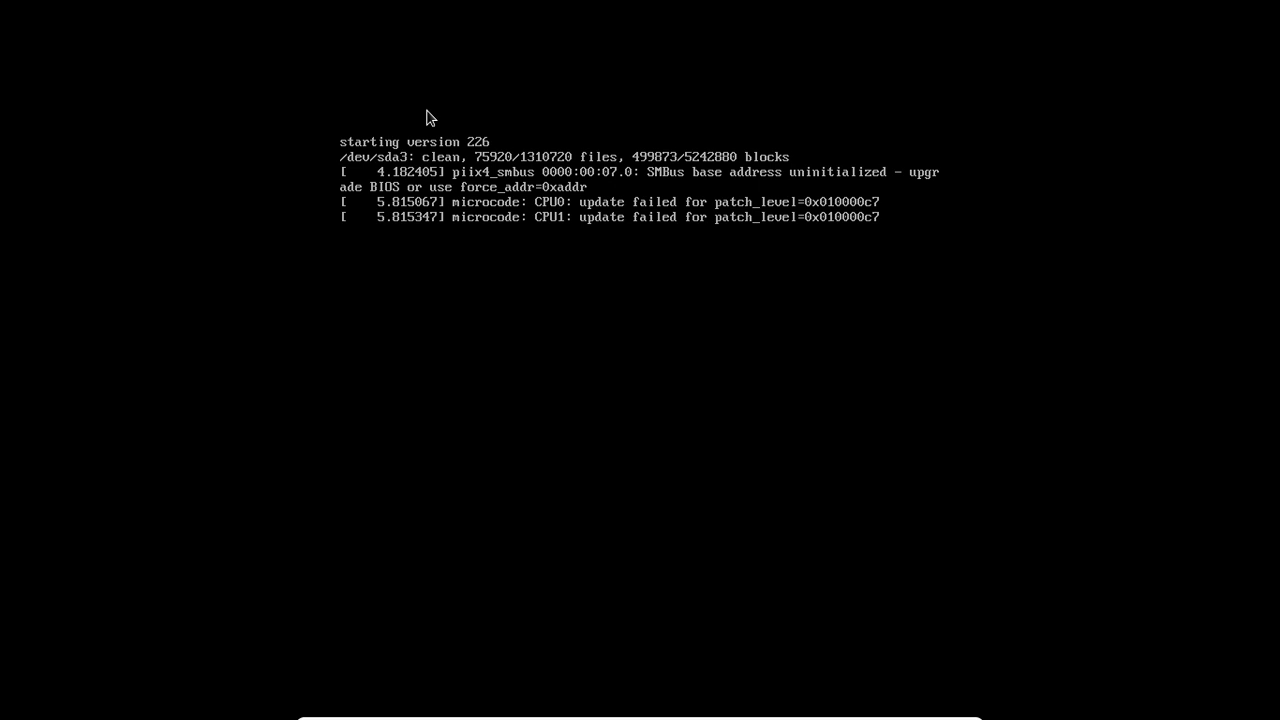 starting version 226
/dev/sda3: clean, 75920/1310720 files, 499873/5242880 blocks
[    4.182405] piix4_smbus 0000:00:07.0: SMBus base address uninitialized - upgr
ade BIOS or use force_addr=0xaddr
[    5.815067] microcode: CPU0: update failed for patch_level=0x010000c7
[    5.815347] microcode: CPU1: update failed for patch_level=0x010000c7